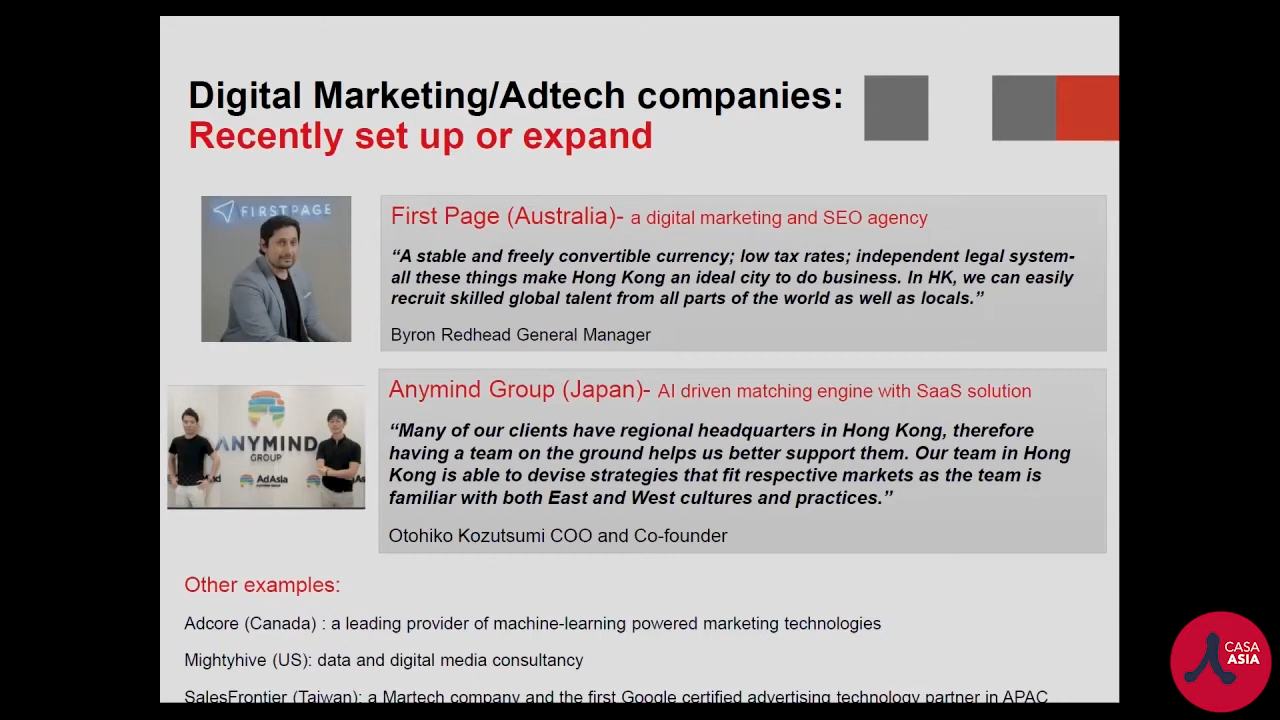 Digital Marketing/Adtech companies:
Recently set up or expand
FIRSTPAGE
First Page (Australia)- a digital marketing and SEO agency
“A stable and freely convertible currency; low tax rates; independent legal system-
all these things make Hong Kong an ideal city to do business. In HK, we can easily
recruit skilled global talent from all parts of the world as well as locals.”
Byron Redhead General Manager
ANYMIND
GROUP
AdAsia
Anymind Group (Japan)- AI driven matching engine with SaaS solution
“Many of our clients have regional headquarters in Hong Kong, therefore
having a team on the ground helps us better support them. Our team in Hong
Kong is able to devise strategies that fit respective markets as the team is
familiar with both East and West cultures and practices.”
Otohiko Kozutsumi COO and Co-founder
Other examples:
Adcore (Canada) : a leading provider of machine-learning powered marketing technologies
Mightyhive (US): data and digital media consultancy
SalesFrontier (Taiwan): a Martech company and the first Google certified advertising technology partner in APAC
CASA
ASIA